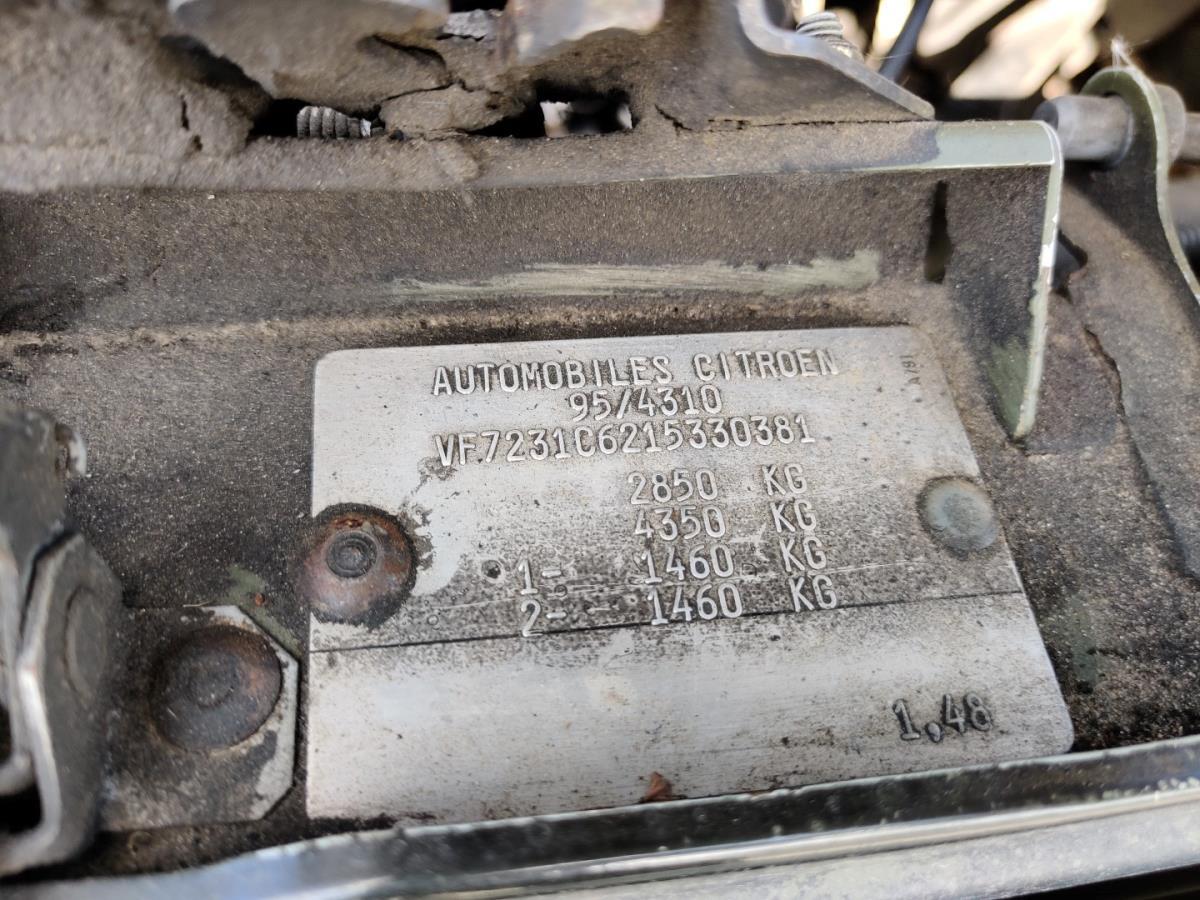 AUTOMOBILES CITROEN
95/4310
VF7231C6215330381
2850 KG
4350 KG
1- 1460 KG
2- - 1460 KG
1,48